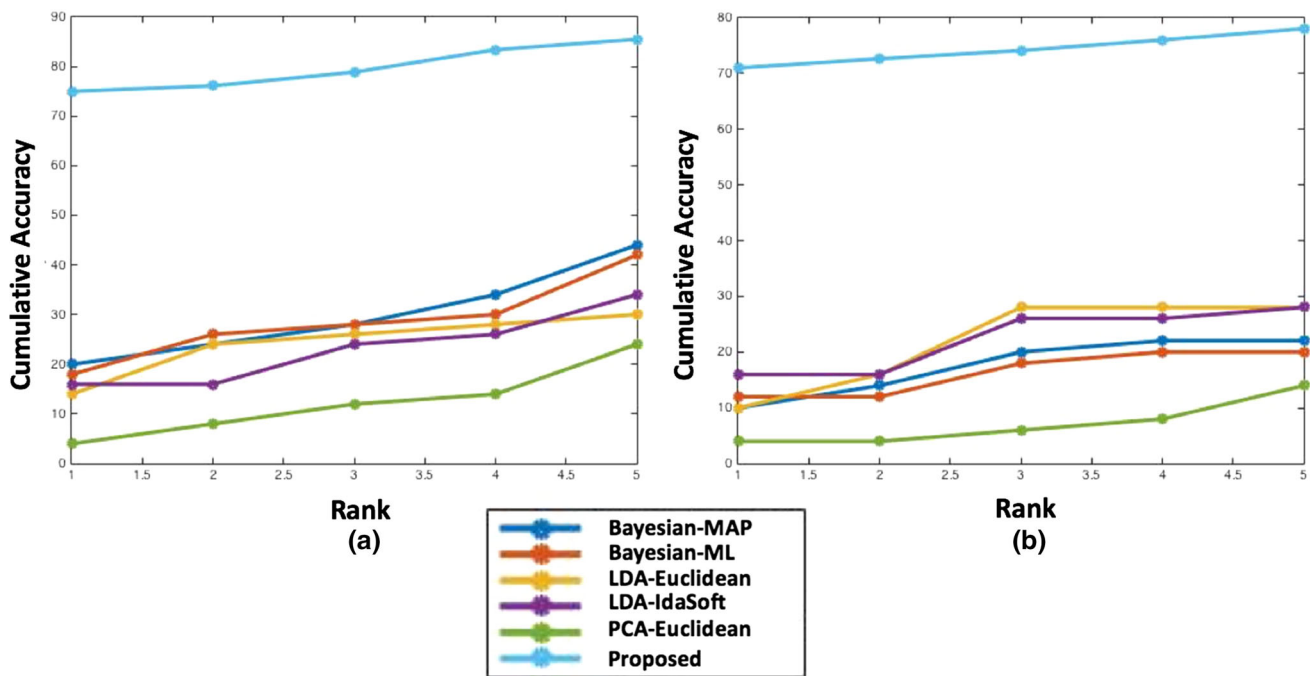 90
80
70
60
50
40
30
20
10
0
Cumulative Accuracy
1 1.5 2 2.5 3 3.5 4 4.5 5
Rank
(a)
80
70
60
50
40
30
20
10
0
Cumulative Accuracy
1 1.5 2 2.5 3 3.5 4 4.5 5
Rank
(b)
Bayesian-MAP
Bayesian-ML
LDA-Euclidean
LDA-IdaSoft
PCA-Euclidean
Proposed